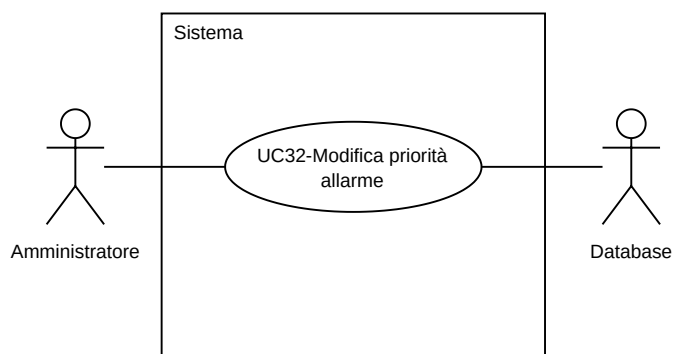 Sistema
UC32-Modifica priorità
allarme
Amministratore
Database